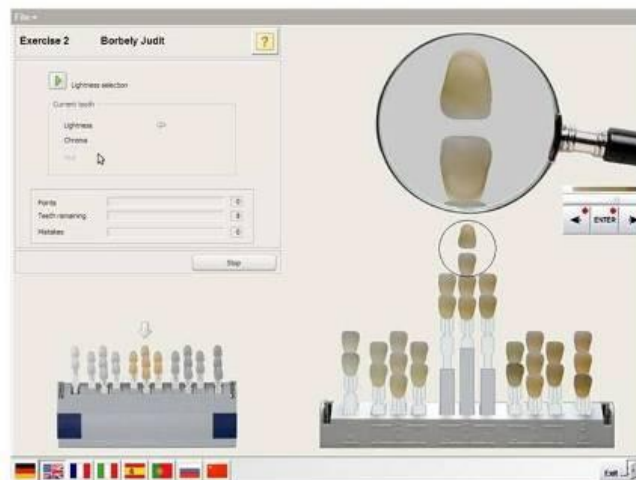 File
Exercise 2 Borbely Judit
?
Lightness selection
Current tooth
Lightness
Chroma
Points 0
Teeth remaining
Mistakes 0
Stop
ENTER
Exit